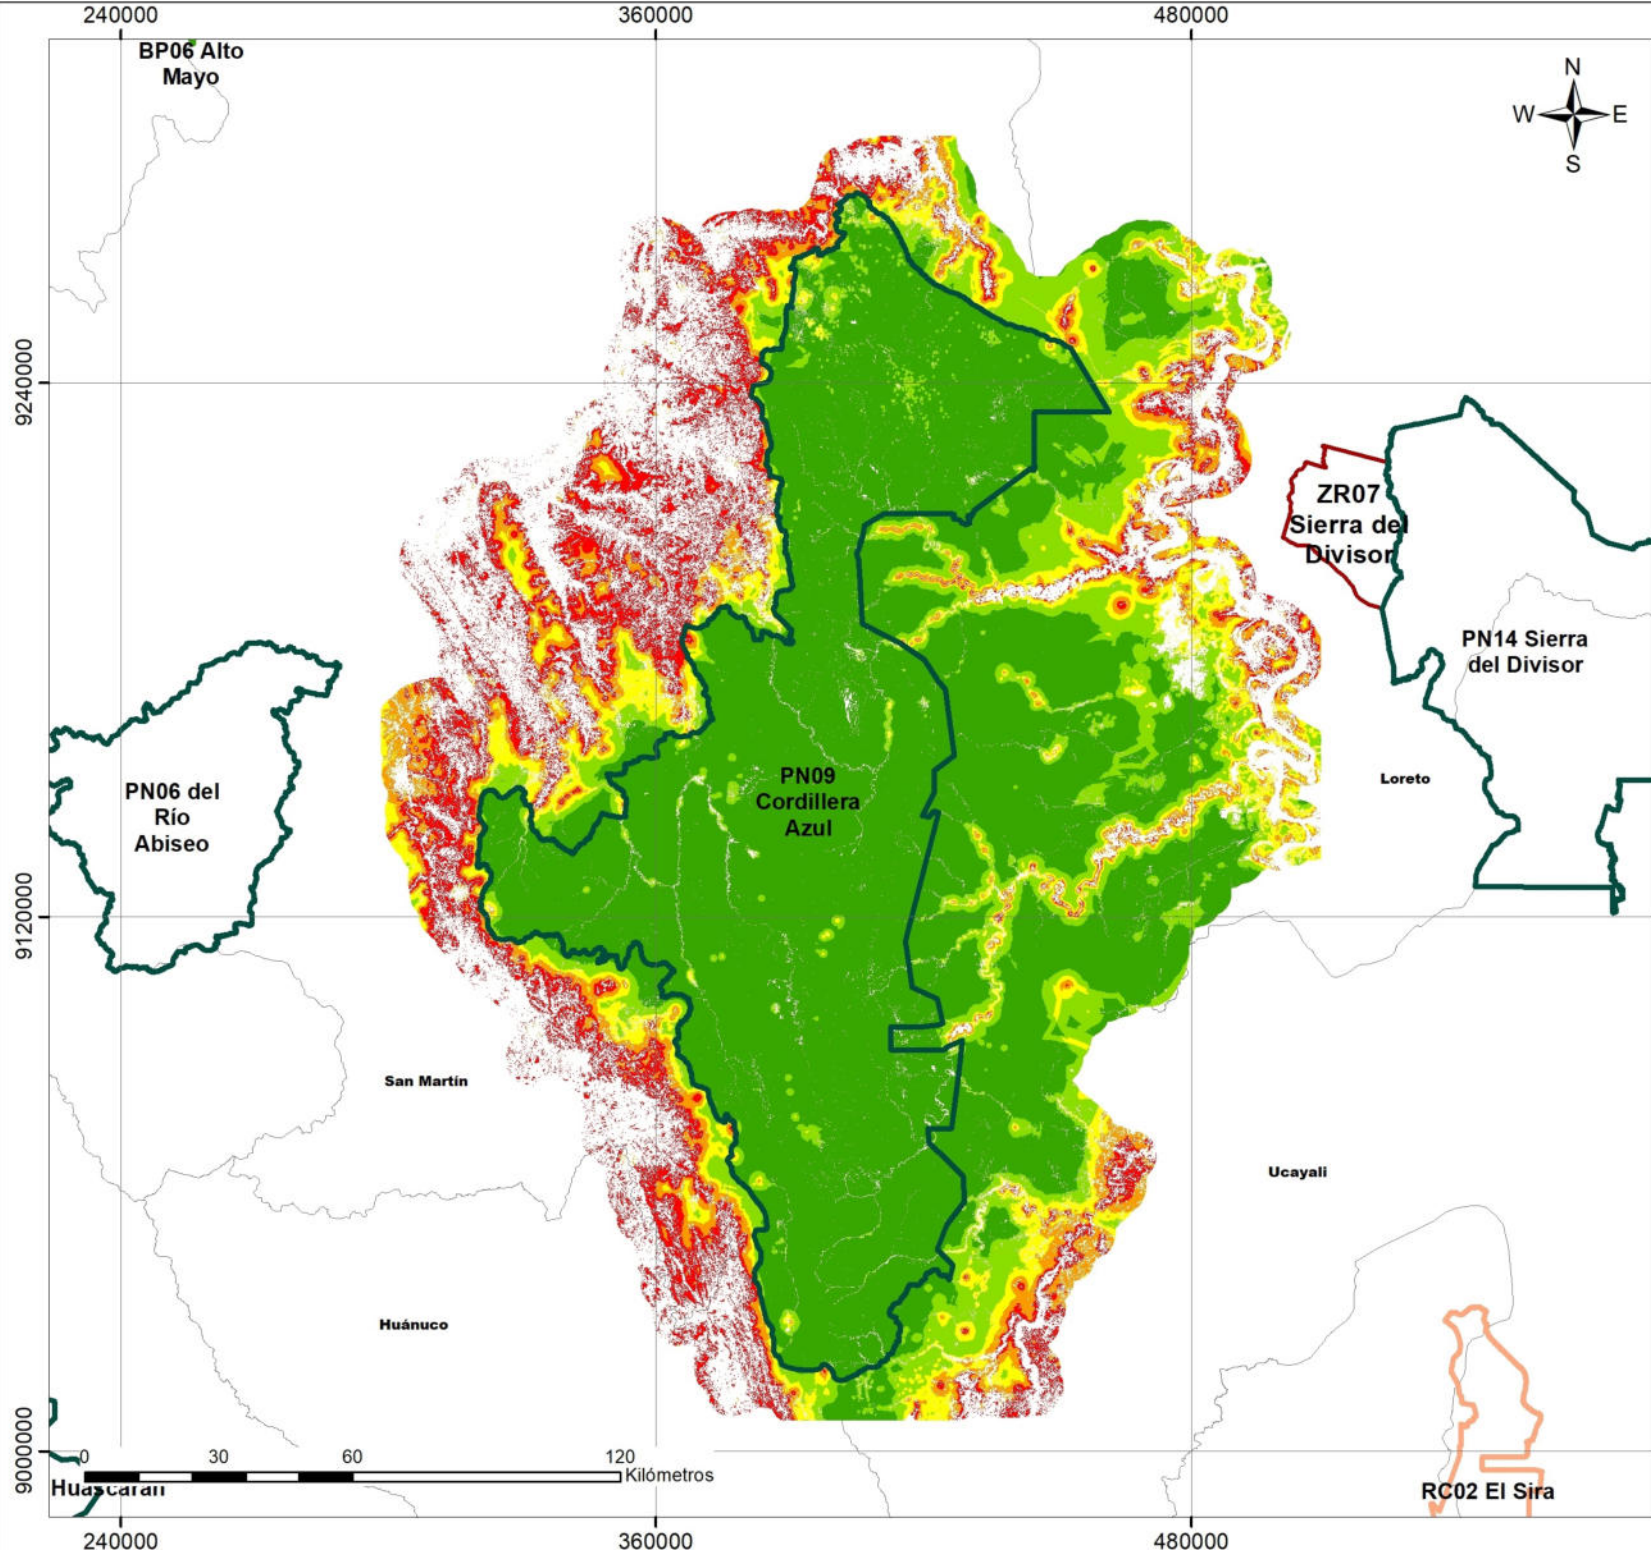 240000
360000
480000
BP06 Alto
Mayo
N
W
E
S
9240000
ZR07
Sierra del
Divisor
PN14 Sierra
del Divisor
PN09
Cordillera
Azul
Loreto
PN06 del
Río
Abiseo
9120000
San Martín
Ucayali
Huánuco
9000000
0
30
60
120
Kilómetros
Huascarán
RC02 El Sira
240000
360000
480000